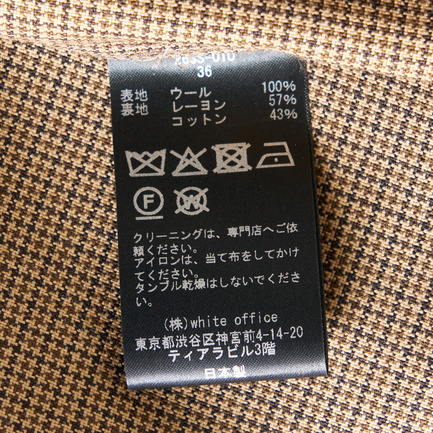 36
表地 ウール 100%
裏地 レーヨン 57%
コットン 43%
F
W
クリーニングは、専門店へご依
頼ください。
アイロンは、当て布をしてかけ
てください。
タンブル乾燥はしないでくださ
い。
(株)white office
東京都渋谷区神宮前4-14-20
ティアラビル3階
日本製